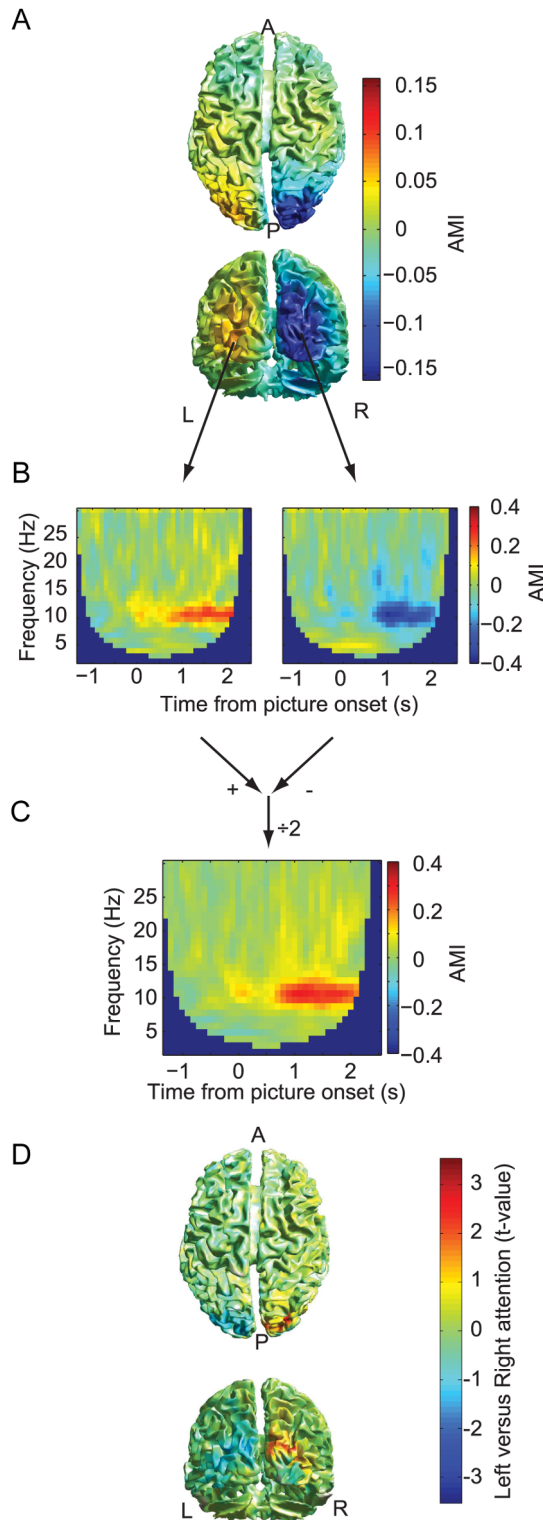 A
A
P
L
R
0.15
0.1
0.05
0
−0.05
−0.1
−0.15
AMI
B
Frequency (Hz)
25
20
15
10
5
−1
0
1
2
−1
0
1
2
Time from picture onset (s)
0.4
0.2
0
−0.2
−0.4
AMI
+
-
÷2
C
Frequency (Hz)
25
20
15
10
5
−1
0
1
2
Time from picture onset (s)
0.4
0.2
0
−0.2
−0.4
AMI
D
A
P
L
R
3
2
1
0
-1
-2
-3
Left versus Right attention (t-value)